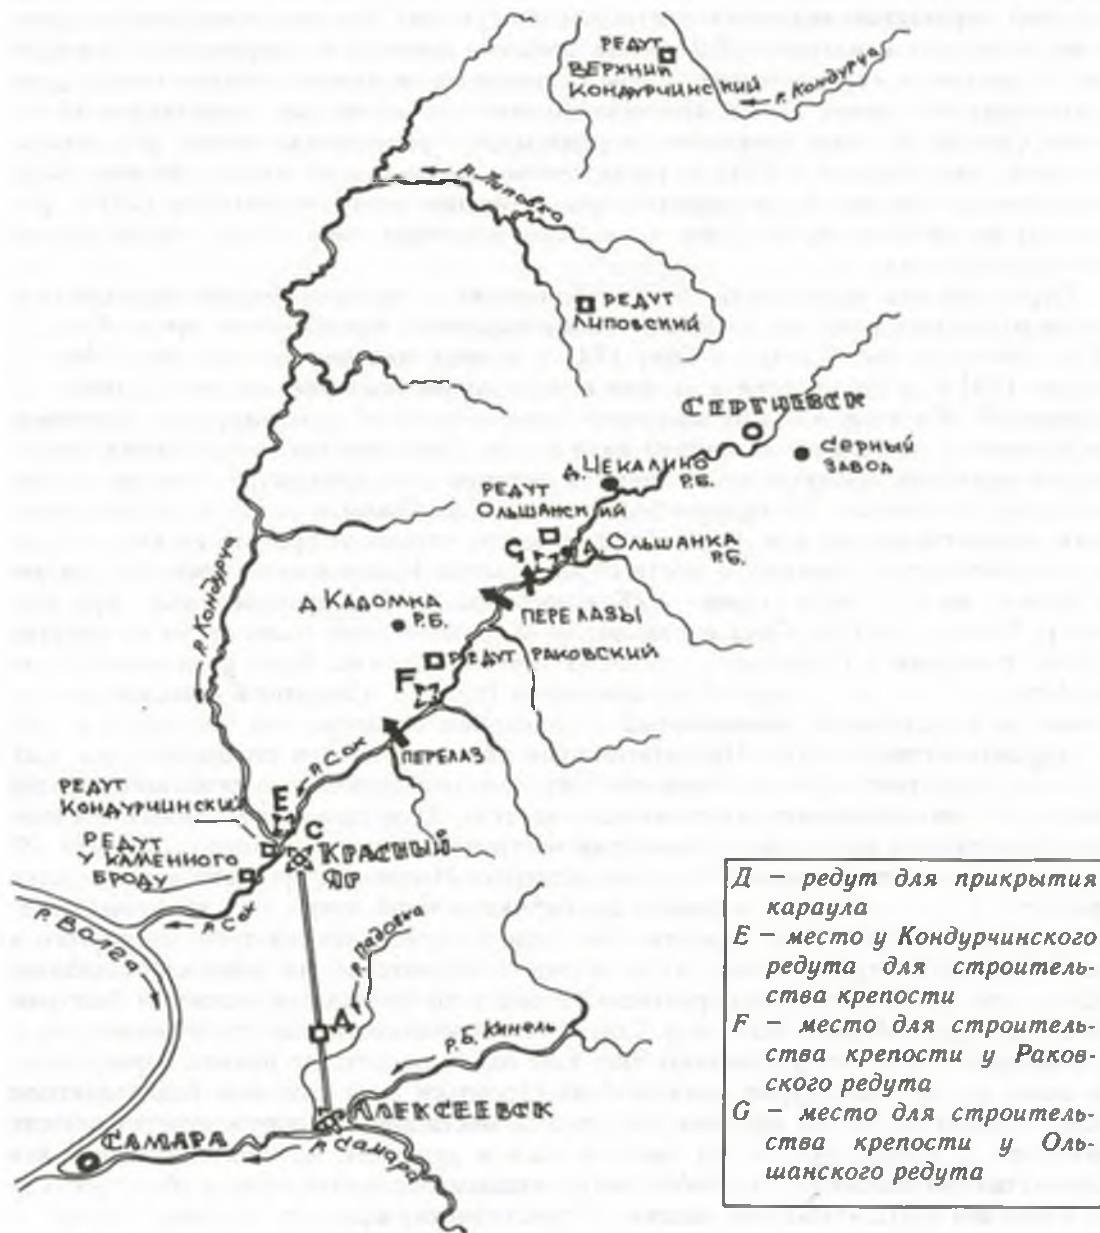 РЕДУТ
ВЕРХНИЙ
КОНДУРЧИНСКИЙ
р. Кондурча
р. Липовка
РЕДУТ
ЛИПОВСКИЙ
СЕРГИЕВСК
СЕРНЫЙ
ЗАВОД
Д. ЧЕКАЛИНО
Р.Б.
РЕДУТ
ОЛЬШАНСКИЙ
G
Д. ОЛЬШАНКА
Р.Б.
Д. КАДОМКА
Р.Б.
ПЕРЕЛАЗЫ
РЕДУТ РАКОВСКИЙ
F
р. Кондурча
Р. СОК
ПЕРЕЛАЗ
РЕДУТ
КОНДУРЧИНСКИЙ
E
С
РЕДУТ
У КАМЕННОГО
БРОДУ
КРАСНЫЙ
ЯР
Р. СОК
Р. ВОЛГА
Р. Падовка
Д
Р.Б. Кинель
АЛЕКСЕЕВСК
САМАРА
Р. Самара
Д – редут для прикрытия
караула
Е – место у Кондурчинского
редута для строитель-
ства крепости
F – место для строитель-
ства крепости у Раков-
ского редута
G – место для строитель-
ства крепости у Оль-
шанского редута